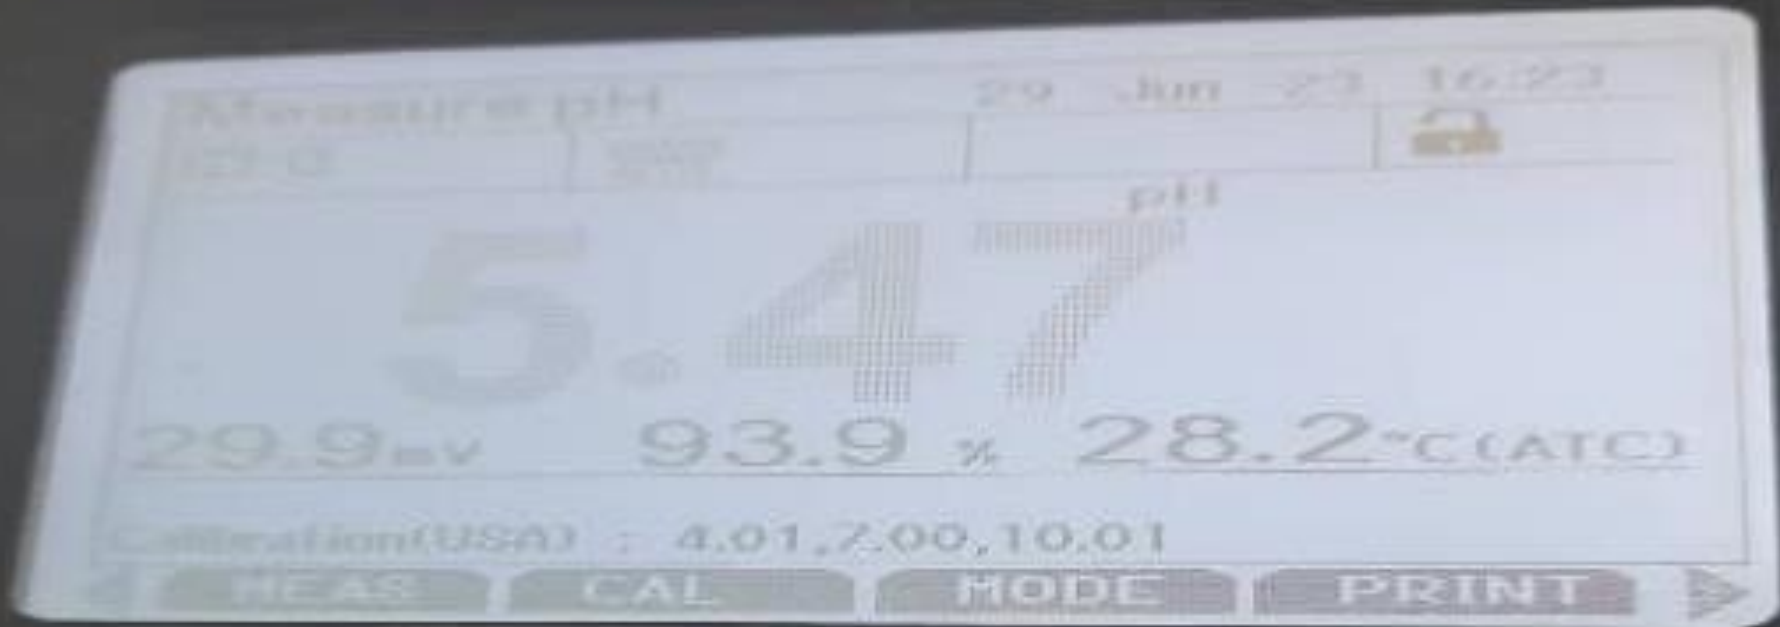 Measure pH 29 Jun 23 16:23
pH
5.47
29.9mV 93.9 % 28.2°C(ATC)
Calibration(USA) : 4.01,7.00,10.01
MEAS CAL MODE PRINT